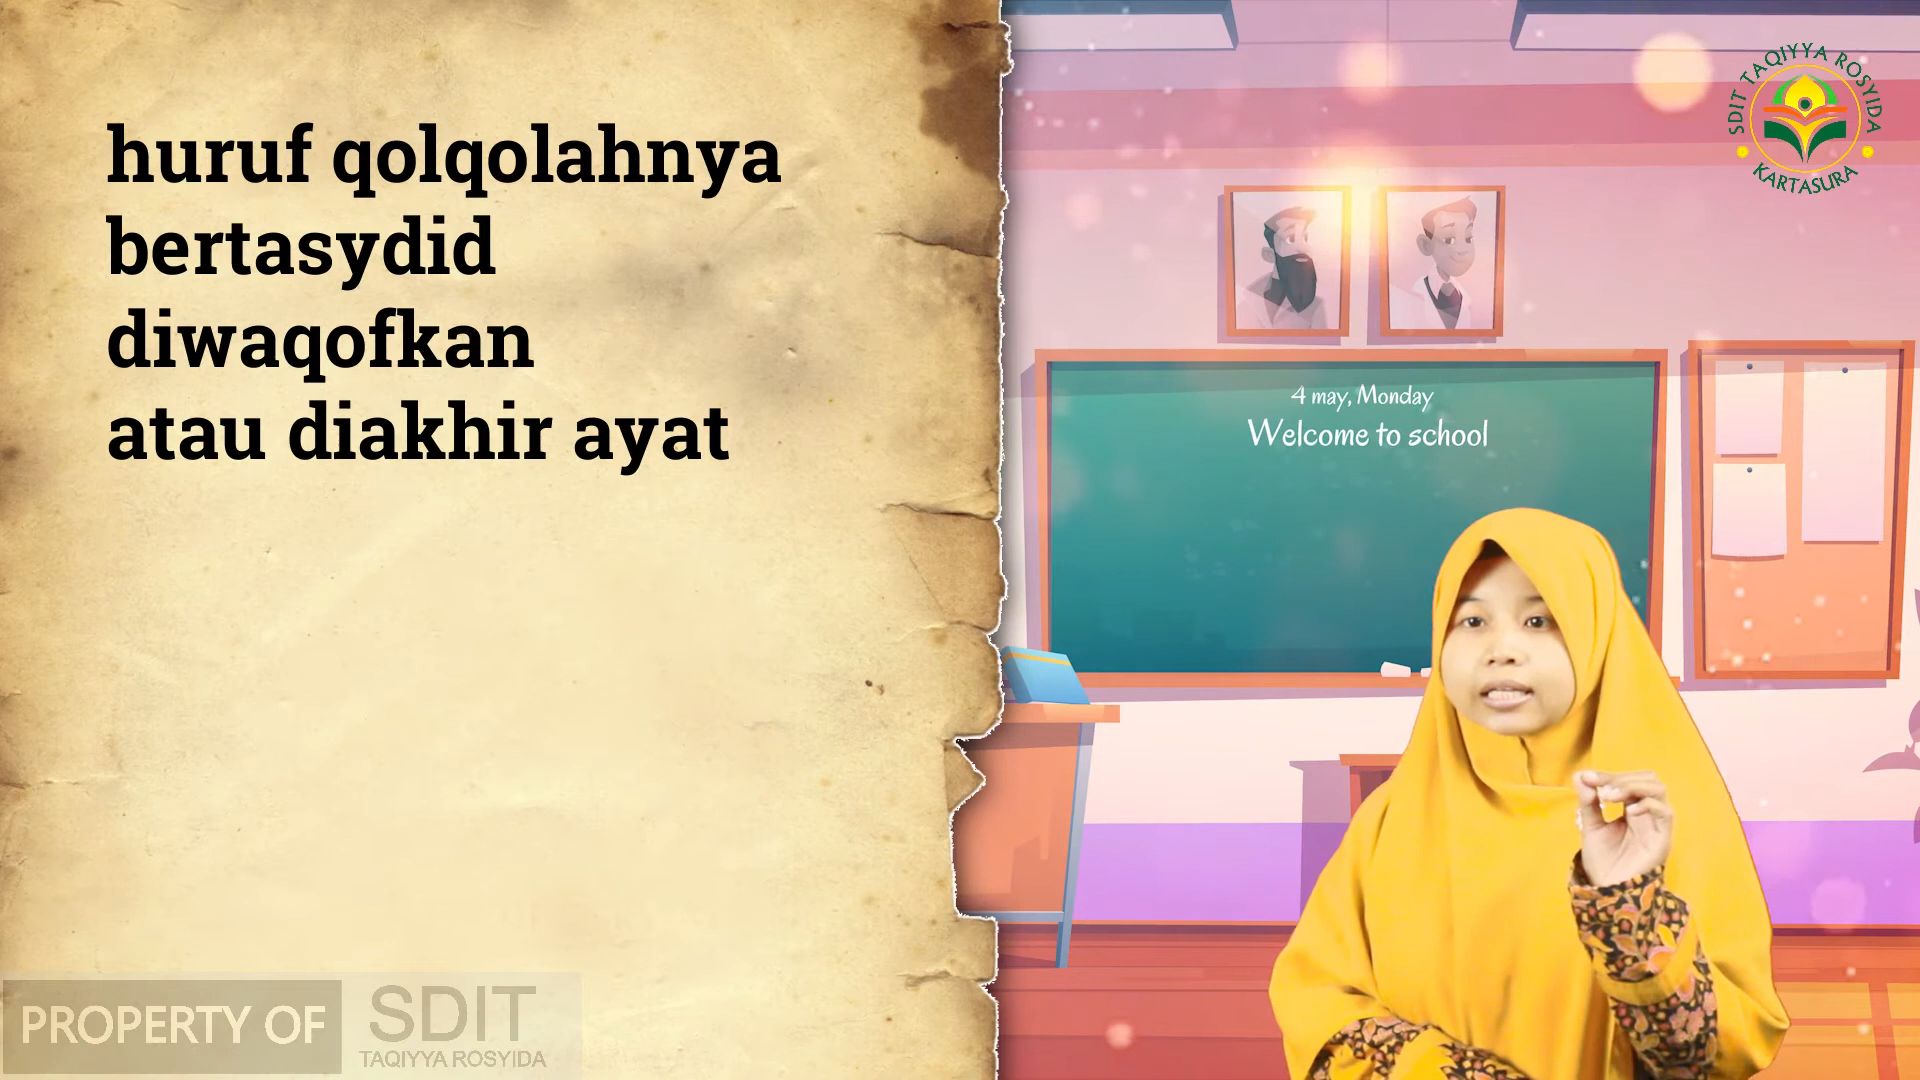 huruf qolqolahnya
bertasydid
diwaqofkan
atau diakhir ayat
SDIT TAQIYYA ROSYIDA
KARTASURA
4 may, Monday
Welcome to school
PROPERTY OF
SDIT
TAQIYYA ROSYIDA